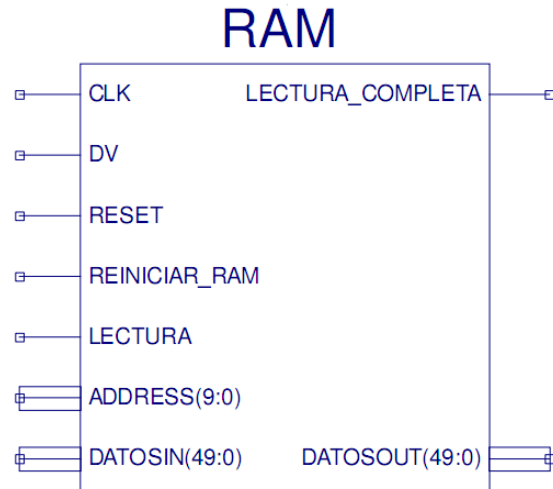 RAM
CLK LECTURA_COMPLETA
DV
RESET
REINICIAR_RAM
LECTURA
ADDRESS(9:0)
DATOSIN(49:0) DATOSOUT(49:0)